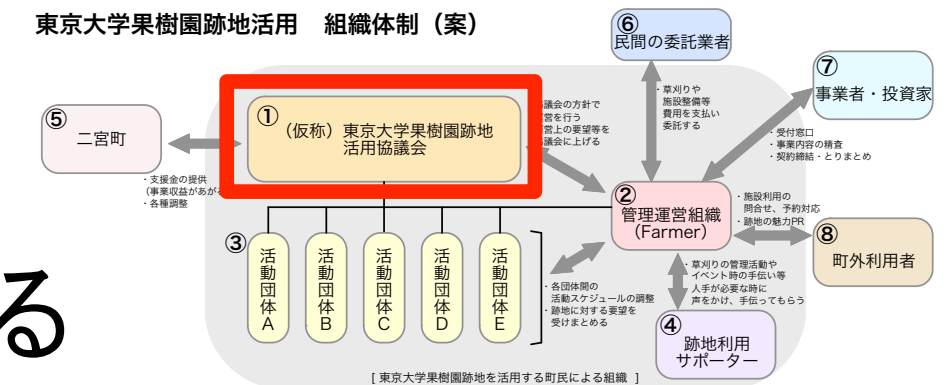 東京大学果樹園跡地活用 組織体制（案）
①
（仮称）東京大学果樹園跡地
活用協議会
⑤
二宮町
・支援金の提供
（事業収益があがる
・各種調整
協議会の方針で
運営を行う
運営上の要望等を
協議会に上げる
⑥
民間の委託業者
・草刈りや
施設整備等
費用を支払い
委託する
⑦
事業者・投資家
・受付窓口
・事業内容の精査
・契約締結・とりまとめ
②
管理運営組織
（Farmer）
・施設利用の
問合せ、予約対応
・跡地の魅力PR
⑧
町外利用者
③
活動団体A
活動団体B
活動団体C
活動団体D
活動団体E
・各団体間の
活動スケジュールの調整
・跡地に対する要望を
受けまとめる
・草刈りの管理活動や
イベント時の手伝い等
人手が必要な時に
声をかけ、手伝ってもらう
④
跡地利用
サポーター
[ 東京大学果樹園跡地を活用する町民による組織 ]
る